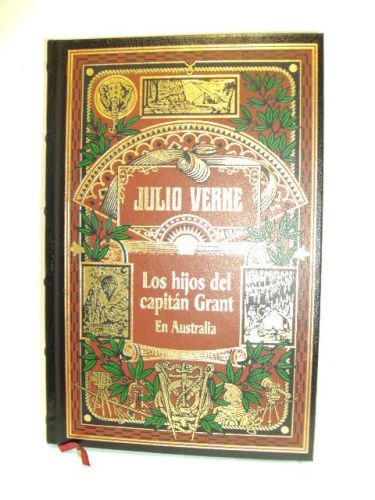 JULIO VERNE
Los hijos del
capitán Grant
En Australia